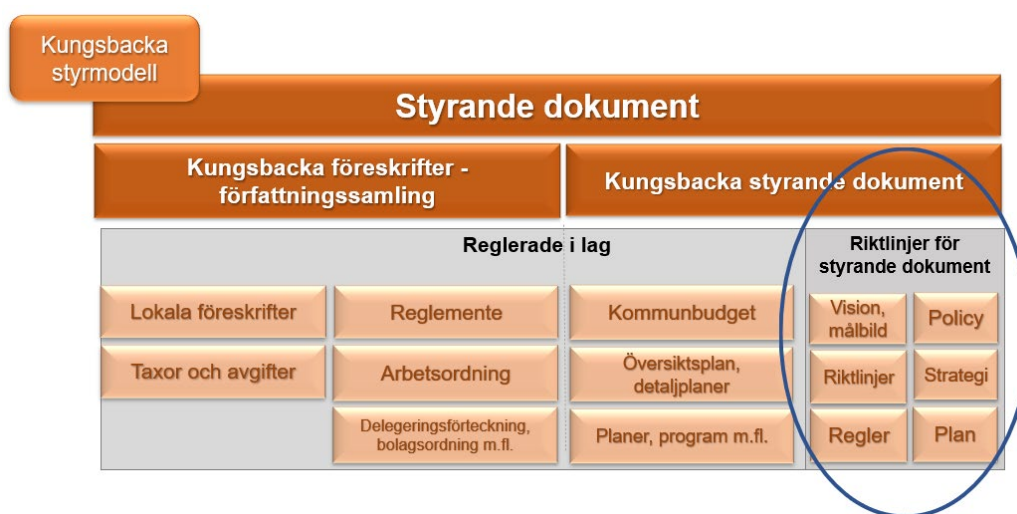 Kungsbacka
styrmodell
Styrande dokument
Kungsbacka föreskrifter -
författningssamling
Kungsbacka styrande dokument
Reglerade i lag
Riktlinjer för
styrande dokument
Lokala föreskrifter
Reglemente
Kommunbudget
Vision,
målbild
Policy
Taxor och avgifter
Arbetsordning
Översiktsplan,
detaljplaner
Riktlinjer
Strategi
Delegeringsförteckning,
bolagsordning m.fl.
Planer, program m.fl.
Regler
Plan